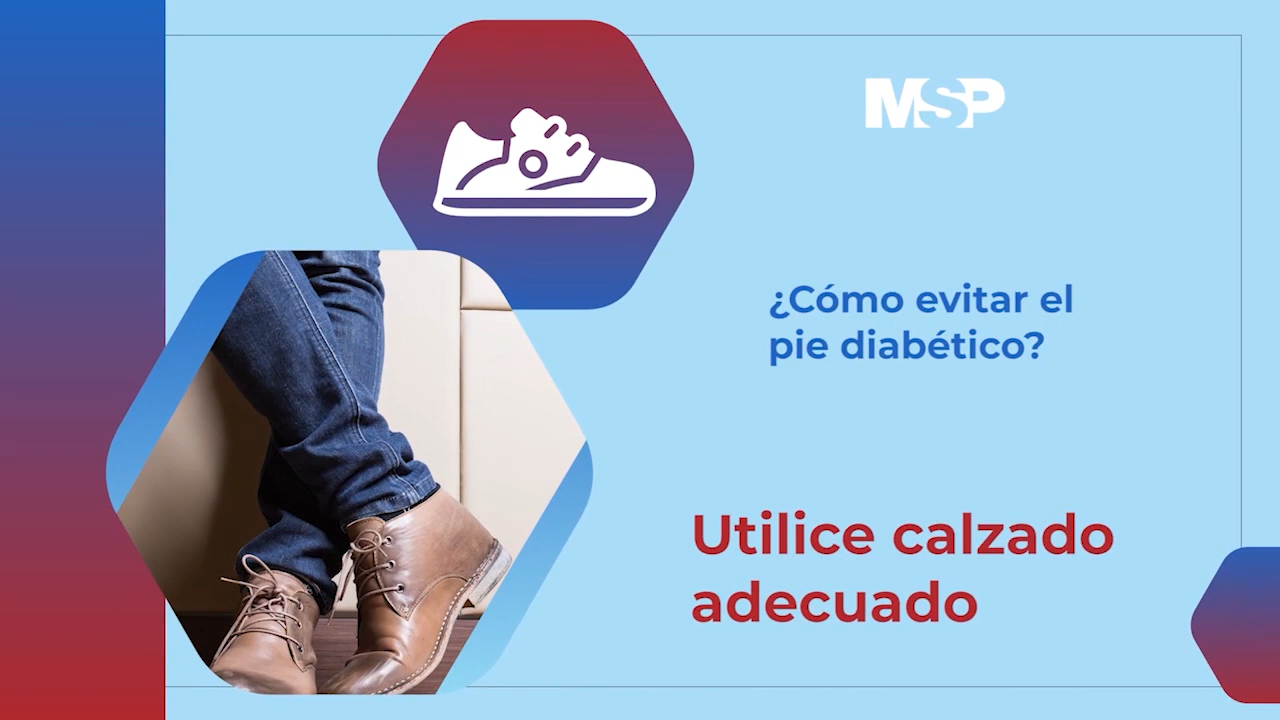 MSP
¿Cómo evitar el
pie diabético?
Utilice calzado
adecuado